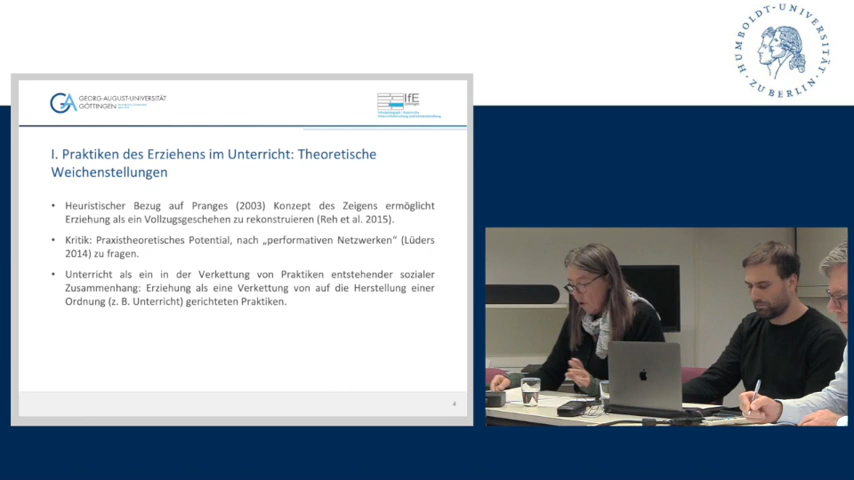 HUMBOLDT-UNIVERSITÄT
ZU BERLIN
GEORG-AUGUST-UNIVERSITÄT
GÖTTINGEN
IfE
I. Praktiken des Erziehens im Unterricht: Theoretische
Weichenstellungen
• Heuristischer Bezug auf Pranges (2003) Konzept des Zeigens ermöglicht
Erziehung als ein Vollzugsgeschehen zu rekonstruieren (Reh et al. 2015).
• Kritik: Praxistheoretisches Potential, nach „performativen Netzwerken“ (Lüders
2014) zu fragen.
• Unterricht als ein in der Verkettung von Praktiken entstehender sozialer
Zusammenhang: Erziehung als eine Verkettung von auf die Herstellung einer
Ordnung (z. B. Unterricht) gerichteten Praktiken.
4